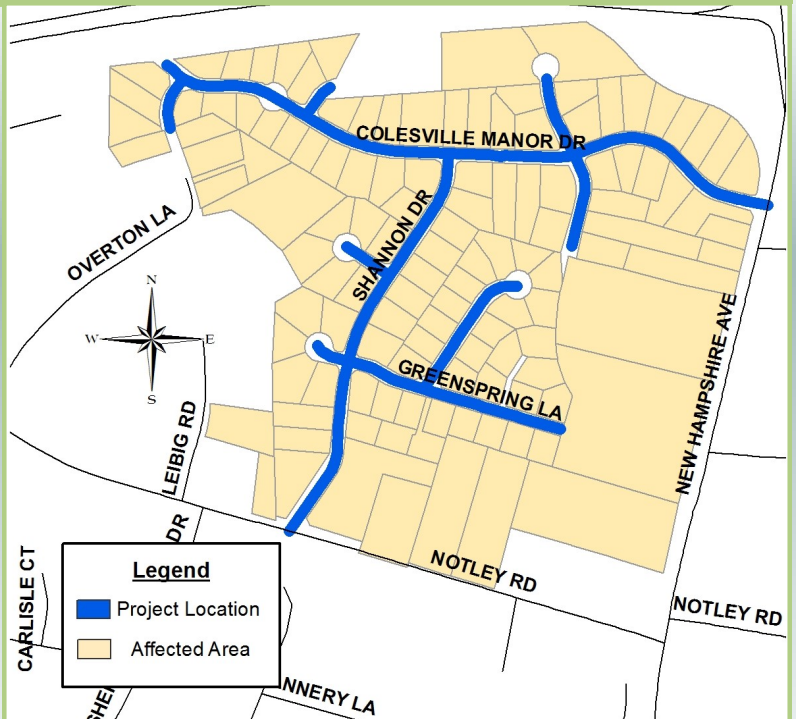 COLESVILLE MANOR DR
OVERTON LA
SHANNON DR
N
W
E
S
GREENSPRING LA
NEW HAMPSHIRE AVE
LEIBIG RD
DR
NOTLEY RD
NOTLEY RD
CARLISLE CT
Legend
Project Location
Affected Area
NNERY LA